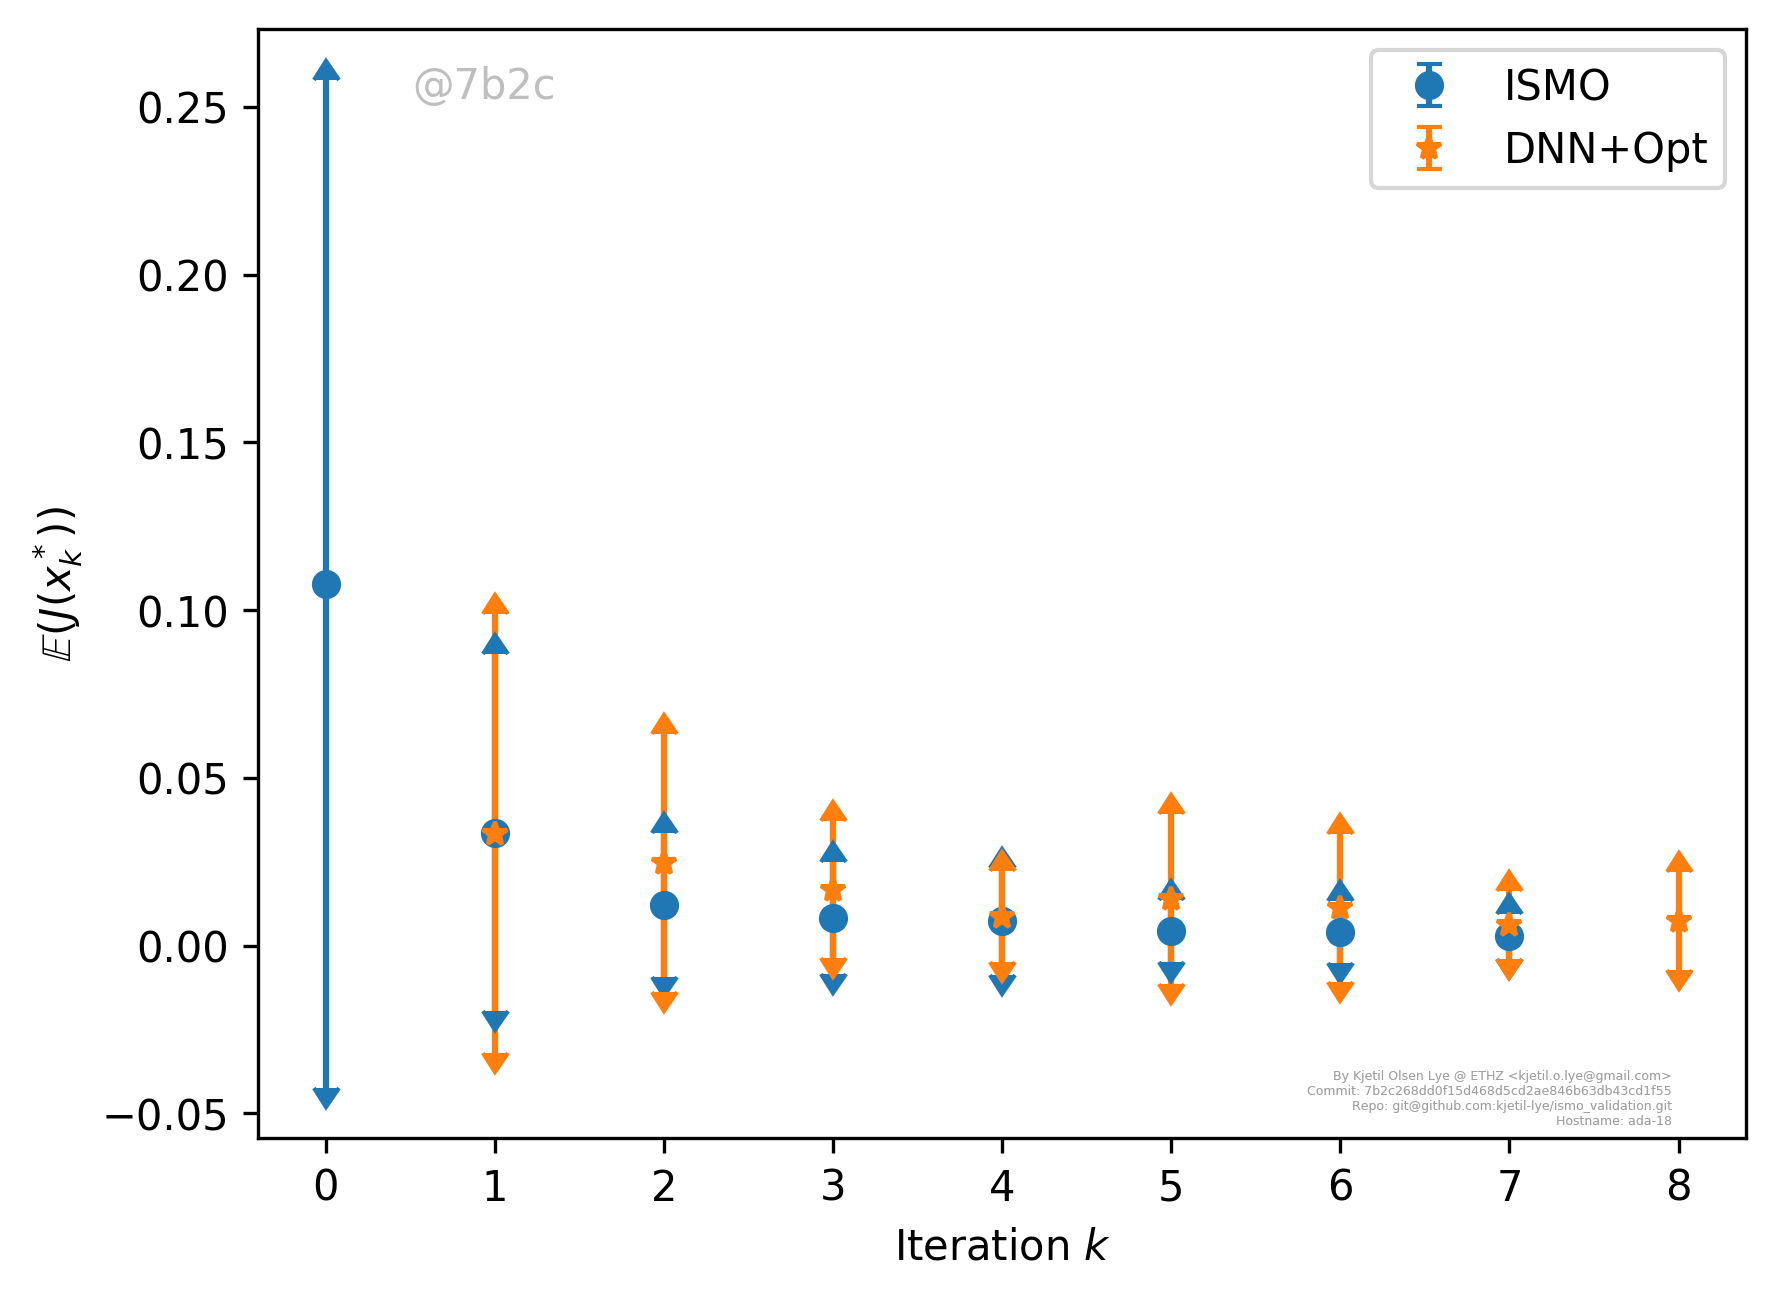 @7b2c
ISMO
DNN+Opt
0.25
0.20
0.15
0.10
0.05
0.00
−0.05
𝔼(J(x*k))
By Kjetil Olsen Lye @ ETHZ <kjetil.o.lye@gmail.com>
Commit: 7b2c268dd0f15d468d5cd2ae846b63db43cd1f55
Repo: git@github.com:kjetil-lye/ismo_validation.git
Hostname: ada-18
0 1 2 3 4 5 6 7 8
Iteration k